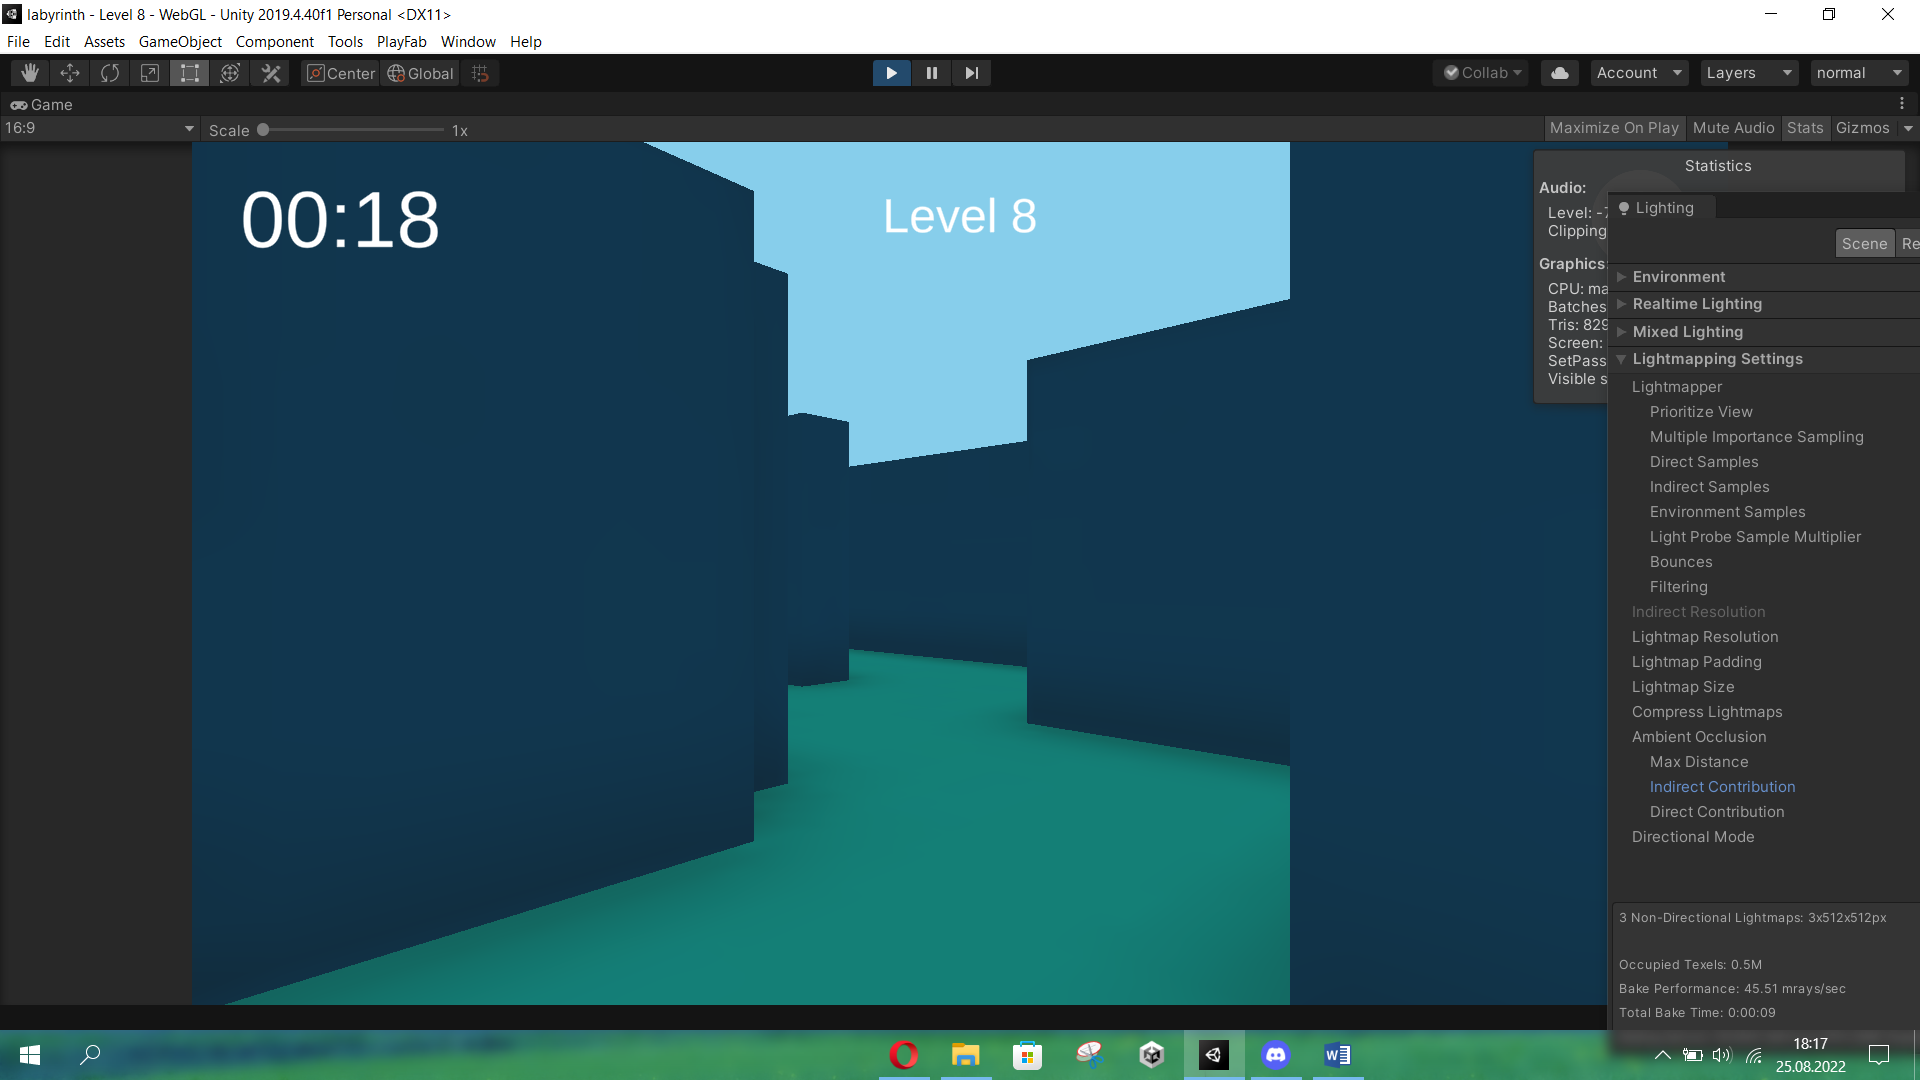 labyrinth - Level 8 - WebGL - Unity 2019.4.40f1 Personal <DX11>
File Edit Assets GameObject Component Tools PlayFab Window Help
Center Global Collab Account Layers normal
Game
16:9 Scale 1x Maximize On Play Mute Audio Stats Gizmos
00:18
Level 8
Statistics
Audio:
Level: -7
Clipping
Graphics:
CPU: ma
Batches
Tris: 829
Screen:
SetPass
Visible s
Lighting
Scene Re
Environment
Realtime Lighting
Mixed Lighting
Lightmapping Settings
Lightmapper
Prioritize View
Multiple Importance Sampling
Direct Samples
Indirect Samples
Environment Samples
Light Probe Sample Multiplier
Bounces
Filtering
Indirect Resolution
Lightmap Resolution
Lightmap Padding
Lightmap Size
Compress Lightmaps
Ambient Occlusion
Max Distance
Indirect Contribution
Direct Contribution
Directional Mode
3 Non-Directional Lightmaps: 3x512x512px
Occupied Texels: 0.5M
Bake Performance: 45.51 mrays/sec
Total Bake Time: 0:00:09
18:17
25.08.2022